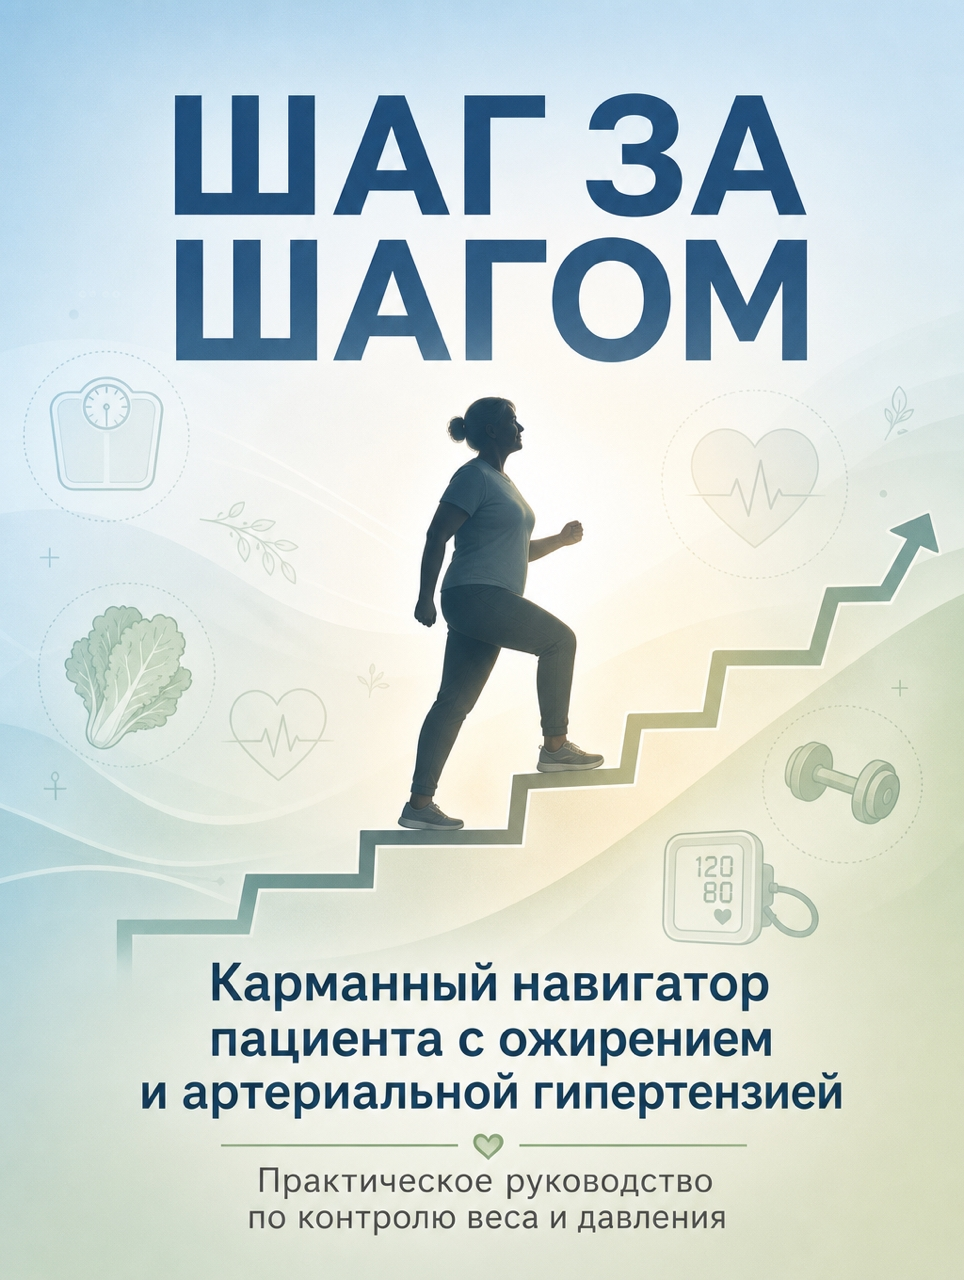 ШАГ ЗА
ШАГОМ
120
80
Карманный навигатор
пациента с ожирением
и артериальной гипертензией
Практическое руководство
по контролю веса и давления